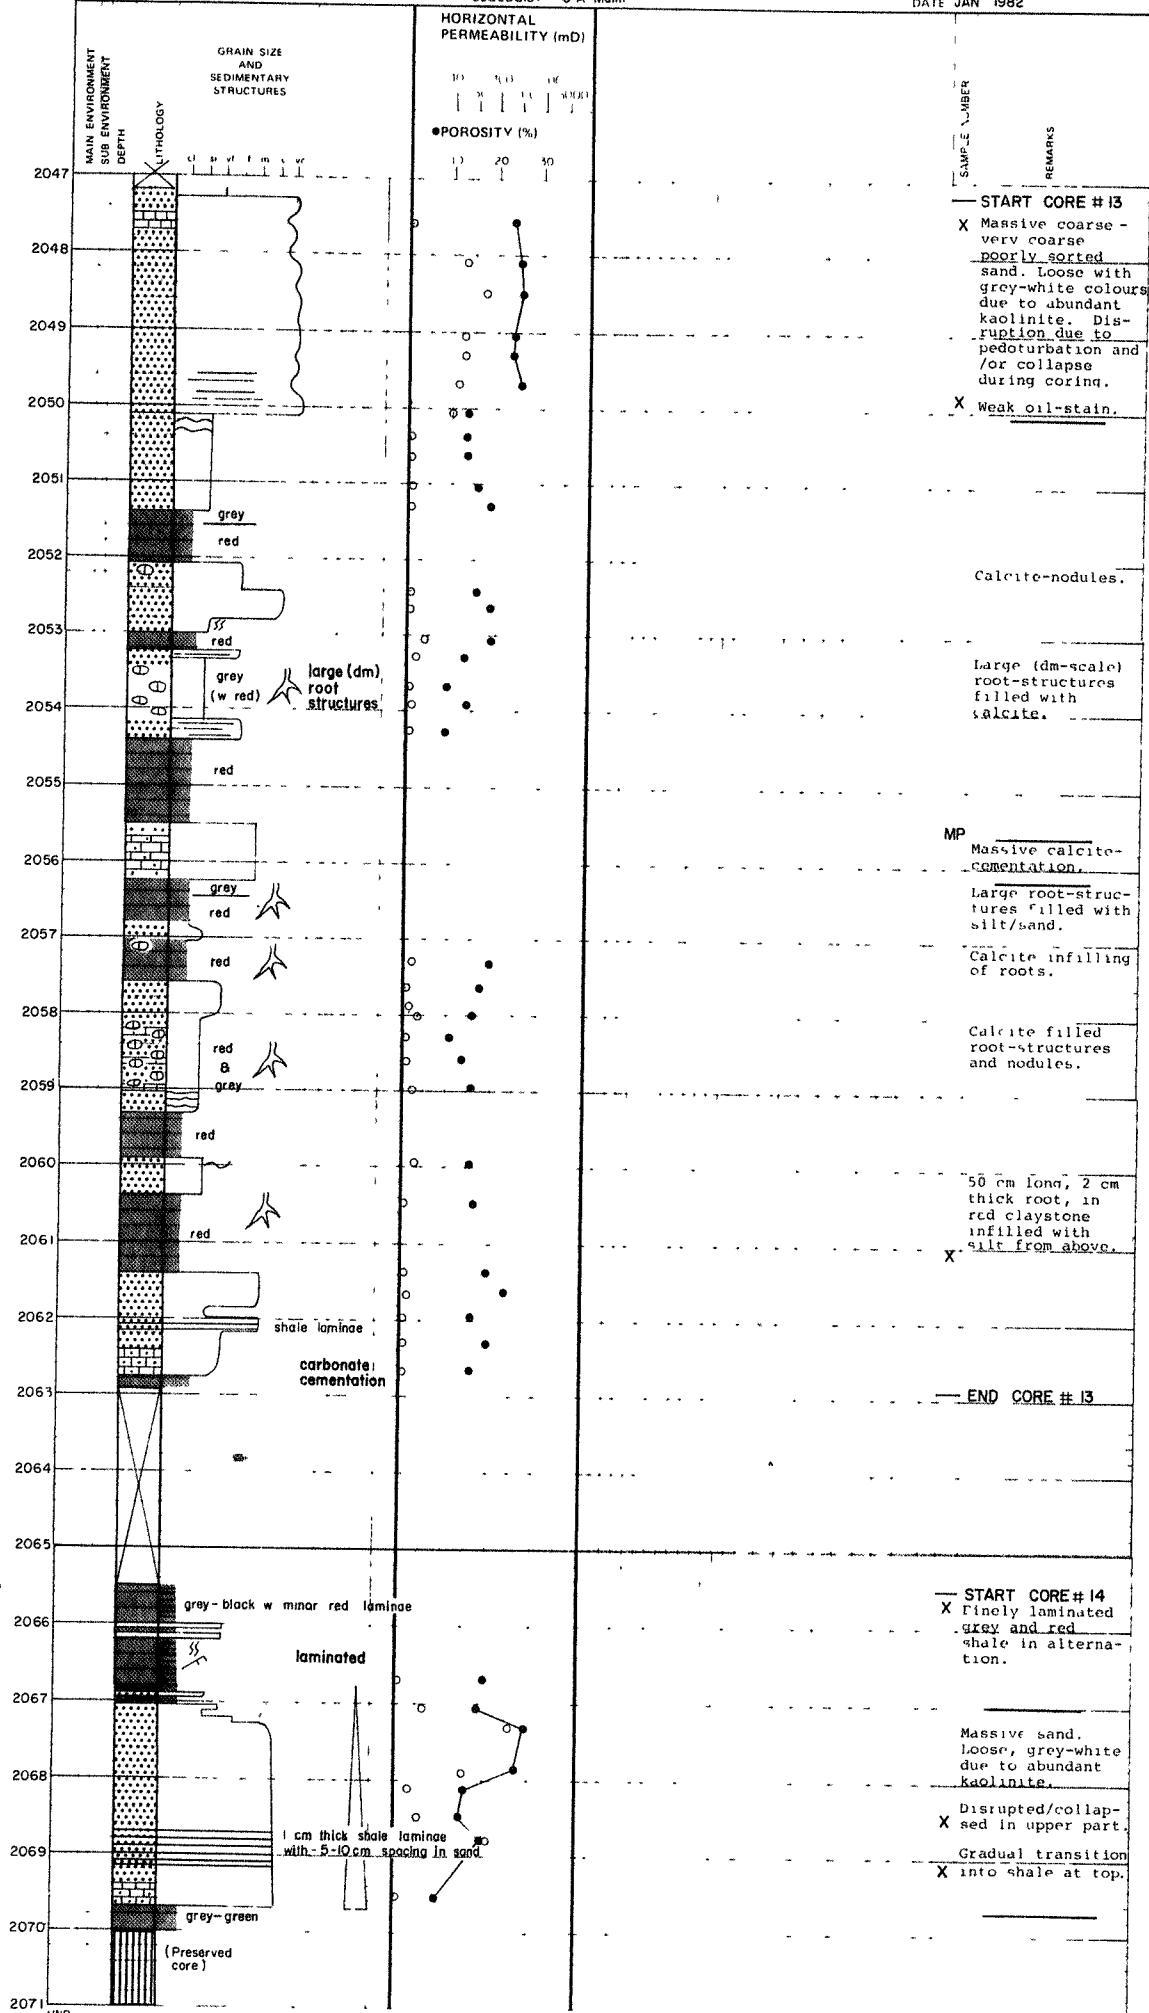 DATE JAN 1982
HORIZONTAL
PERMEABILITY (mD)
GRAIN SIZE
AND
SEDIMENTARY
STRUCTURES
MAIN ENVIRONMENT
SUB ENVIRONMENT
DEPTH
LITHOLOGY
10
●POROSITY (%)
10 20 30
SAMPLE NUMBER
REMARKS
2047
START CORE # 13
X Massive coarse -
very coarse
poorly sorted
2048
sand. Loose with
grey-white colours
due to abundant
kaolinite. Dis-
2049
ruption due to
pedoturbation and
/or collapse
during coring.
2050
X Weak oil-stain.
2051
grey
red
2052
Calcite-nodules.
2053
red
grey
(w red)
large (dm)
root
structures
Large (dm-scale)
root-structures
filled with
calcite.
2054
red
2055
MP
Massive calcite-
cementation.
2056
grey
red
Large root-struc-
tures filled with
silt/sand.
2057
red
Calcite infilling
of roots.
2058
red
&
grey
Calcite filled
root-structures
and nodules.
2059
red
2060
50 cm long, 2 cm
thick root, in
red claystone
infilled with
silt from above.
red
2061
X
2062
shale laminae
carbonate
cementation
2063
END CORE # 13
2064
2065
START CORE # 14
grey-black w minor red laminae
X Finely laminated
grey and red
shale in alterna-
tion.
2066
laminated
2067
Massive sand.
Loose, grey-white
due to abundant
kaolinite.
2068
Disrupted/collap-
X sed in upper part.
1 cm thick shale laminae
with - 5-10 cm spacing in sand
2069
Gradual transition
X into shale at top.
grey-green
2070
(Preserved
core)
2071